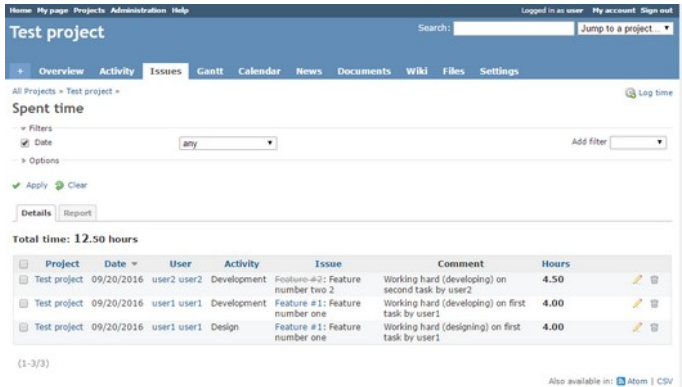 Home My page Projects Administration Help Logged in as user My account Sign out
Test project Search: Jump to a project...
+ Overview Activity Issues Gantt Calendar News Documents Wiki Files Settings
All Projects » Test project » Log time
Spent time
Filters
Date any Add filter
Options
Apply Clear
Details Report
Total time: 12.50 hours
Project Date User Activity Issue Comment Hours
Test project 09/20/2016 user2 user2 Development Feature #2: Feature number two 2 Working hard (developing) on second task by user2 4.50
Test project 09/20/2016 user1 user1 Development Feature #1: Feature number one Working hard (developing) on first task by user1 4.00
Test project 09/20/2016 user1 user1 Design Feature #1: Feature number one Working hard (designing) on first task by user1 4.00
(1-3/3)
Also available in: Atom | CSV